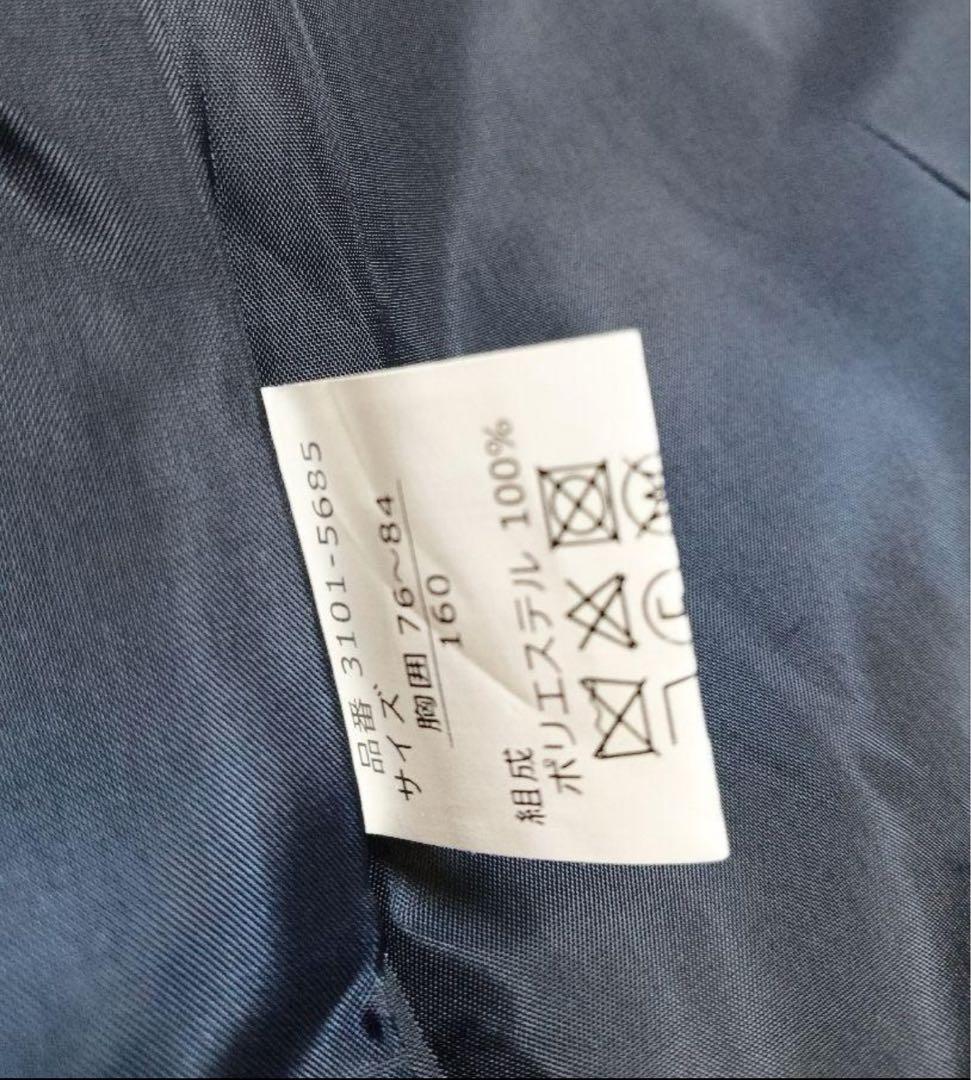 品番 3101-5685
サイズ
胸囲 76～84
160
組成
ポリエステル 100%